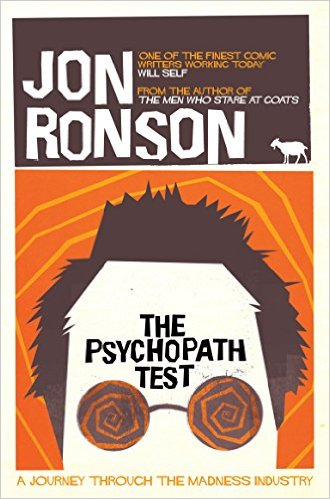 JON
RONSON
ONE OF THE FINEST COMIC
WRITERS WORKING TODAY
WILL SELF
FROM THE AUTHOR OF
THE MEN WHO STARE AT GOATS
THE
PSYCHOPATH
TEST
A JOURNEY THROUGH THE MADNESS INDUSTRY